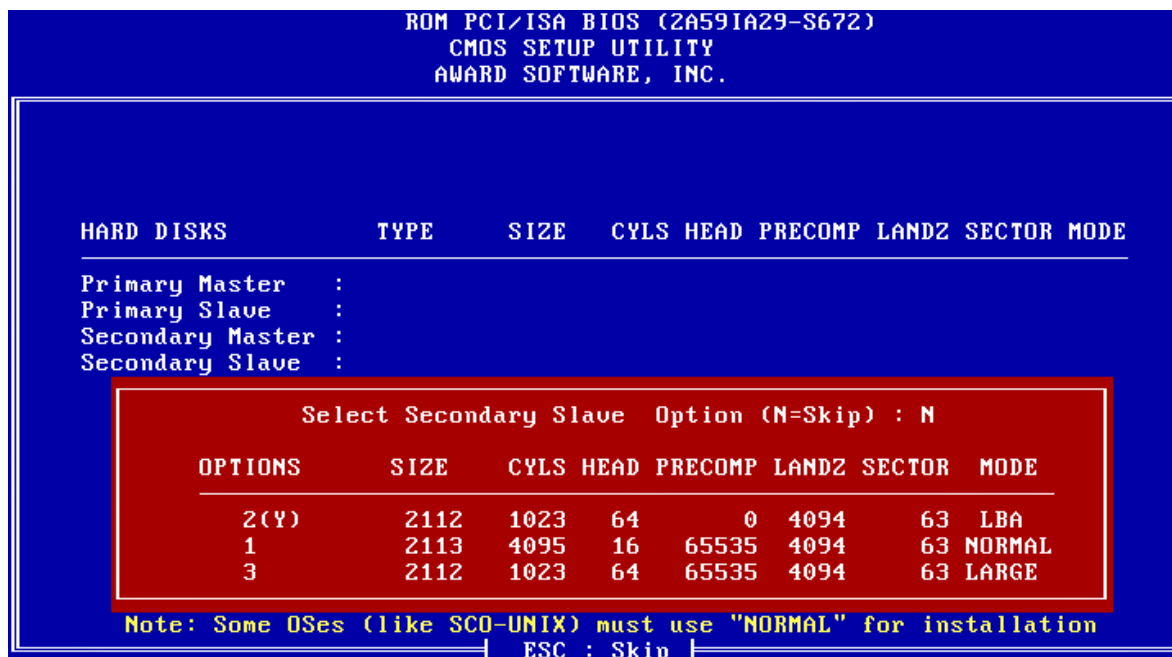 ROM PCI/ISA BIOS (2A59IA29-S672)
CMOS SETUP UTILITY
AWARD SOFTWARE, INC.
HARD DISKS TYPE SIZE CYLS HEAD PRECOMP LANDZ SECTOR MODE
Primary Master :
Primary Slave :
Secondary Master :
Secondary Slave :
Select Secondary Slave Option (N=Skip) : N
OPTIONS SIZE CYLS HEAD PRECOMP LANDZ SECTOR MODE
2(Y) 2112 1023 64 0 4094 63 LBA
1 2113 4095 16 65535 4094 63 NORMAL
3 2112 1023 64 65535 4094 63 LARGE
Note: Some OSes (like SCO-UNIX) must use "NORMAL" for installation
ESC : Skip